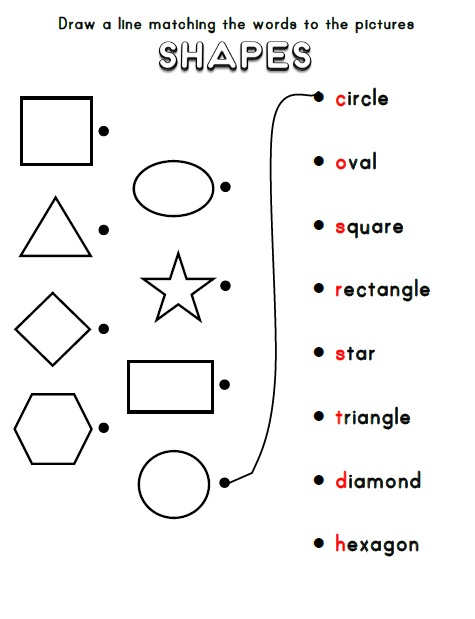 Draw a line matching the words to the pictures
SHAPES
circle
oval
square
rectangle
star
triangle
diamond
hexagon